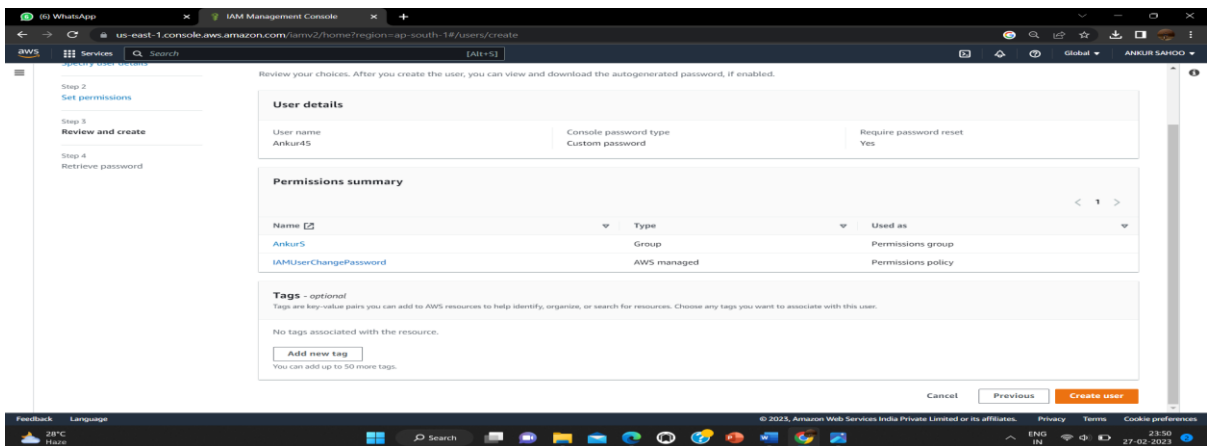 (6) WhatsApp
IAM Management Console
us-east-1.console.aws.amazon.com/iamv2/home?region=ap-south-1#/users/create
aws
Services
Search
[Alt+S]
Global
ANKUR SAHOO
Specify user details
Review your choices. After you create the user, you can view and download the autogenerated password, if enabled.
Step 2
Set permissions
Step 3
Review and create
Step 4
Retrieve password
User details
User name
Console password type
Require password reset
Ankur45
Custom password
Yes
Permissions summary
1
Name
Type
Used as
AnkurS
Group
Permissions group
IAMUserChangePassword
AWS managed
Permissions policy
Tags - optional
Tags are key-value pairs you can add to AWS resources to help identify, organize, or search for resources. Choose any tags you want to associate with this user.
No tags associated with the resource.
Add new tag
You can add up to 50 more tags.
Cancel
Previous
Create user
Feedback
Language
© 2023, Amazon Web Services India Private Limited or its affiliates.
Privacy
Terms
Cookie preferences
28°C
Haze
Search
ENG
IN
23:50
27-02-2023